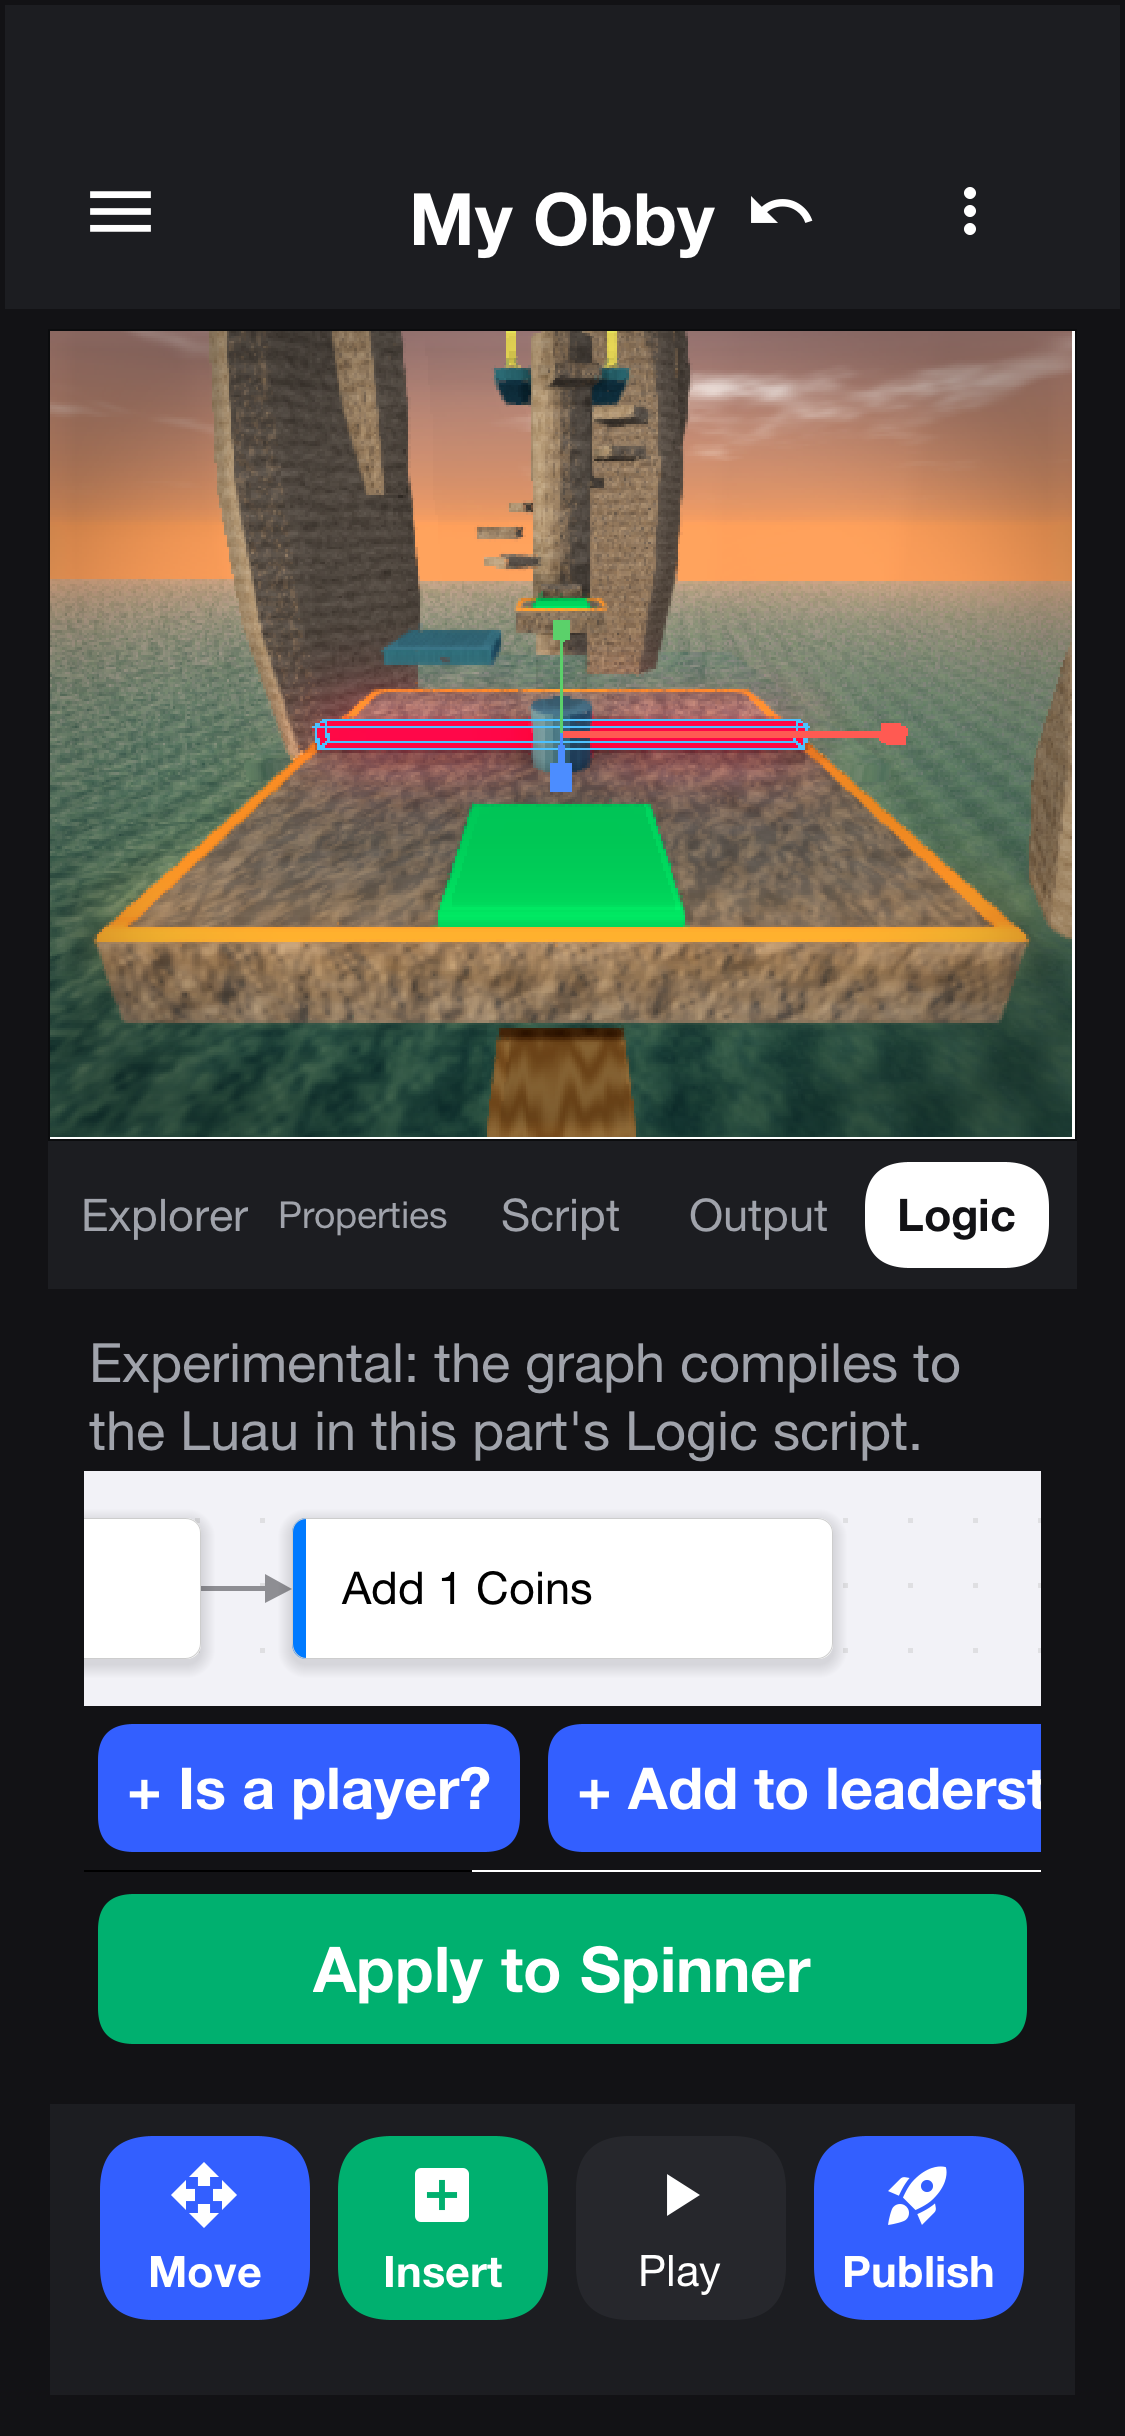 My Obby
Explorer
Properties
Script
Output
Logic
Experimental: the graph compiles to
the Luau in this part's Logic script.
Add 1 Coins
+ Is a player?
+ Add to leaderst
Apply to Spinner
Move
Insert
Play
Publish